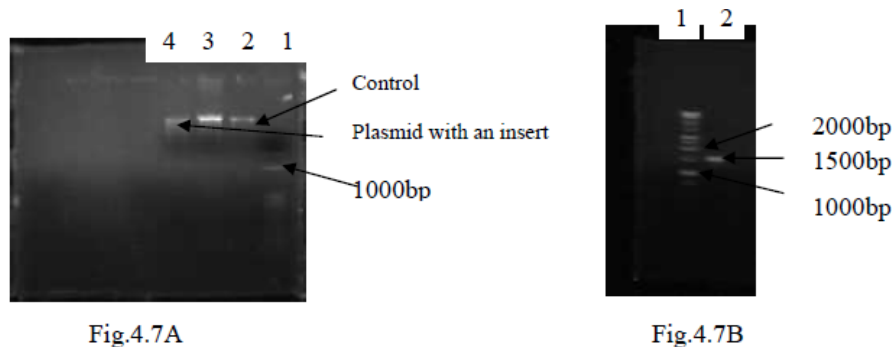 4 3 2 1
Control
Plasmid with an insert
1000bp
Fig.4.7A
1 2
2000bp
1500bp
1000bp
Fig.4.7B